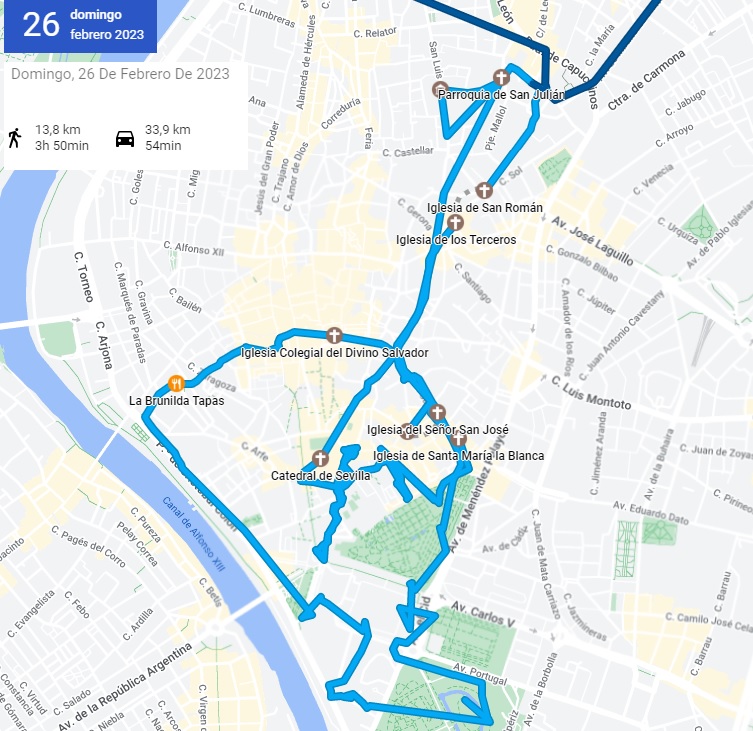 26
domingo
febrero 2023
Domingo, 26 De Febrero De 2023
13,8 km
3h 50min
33,9 km
54min
C. Lumbreras
Alameda de Hércules
C. Relator
San Luis
León
C/ de Le
C. la María
Ctra. de Carmona
C. Jabugo
C. Arroyo
Parroquia de San Julián
Pje. Mallol
Ana
Correduría
Feria
C. Castellar
C. Sol
Jesús del Gran Poder
C. Trajano
C. Amor de Dios
C. Goles
C. Mig
C. Venecia
C. Urquiza
Av. de Pablo Iglesias
Iglesia de San Román
C. Gerona
Iglesia de los Terceros
Av. José Laguillo
C. Gonzalo Bilbao
C. Alfonso XII
C. Torneo
C. Gravina
C. Marqués de Paradas
C. Bailén
C. Santiago
C. Júpiter
C. Amador de los Ríos
C. Juan Antonio Cavestany
C. Arjona
Iglesia Colegial del Divino Salvador
C. Zaragoza
La Brunilda Tapas
C. Luis Montoto
Iglesia del Señor San José
Iglesia de Santa María la Blanca
C. Arfe
Catedral de Sevilla
C. Jiménez Aranda
Av. de la Buhaira
C. Juan de Zoyas
C. Pirineos
Av. de Menéndez Pelayo
Av. Eduardo Dato
Canal de Alfonso XIII
C. Pureza
Pelay Correa
C. Pagés del Corro
Av. de Cádiz
C. Juan de Mata Carriazo
C. Betis
C. Evangelista
C. Febo
C. Ardilla
Av. Carlos V
C. Jazmineras
C. Barrau
C. Camilo José Cela
C. Barrau
Av. de la República Argentina
Av. Portugal
Av. de la Borbolla
C. Virtud
C. Salado
Niebla
C. Virgen c